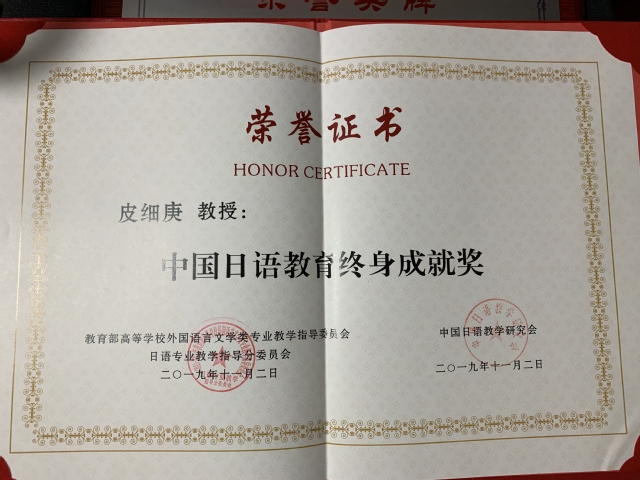 荣誉奖牌
荣誉证书
HONOR CERTIFICATE
皮细庚 教授：
中国日语教育终身成就奖
教育部高等学校外国语言文学类专业教学指导委员会
日语专业教学指导分委员会
二〇一九年十一月二日
中国日语教学研究会
二〇一九年十一月二日